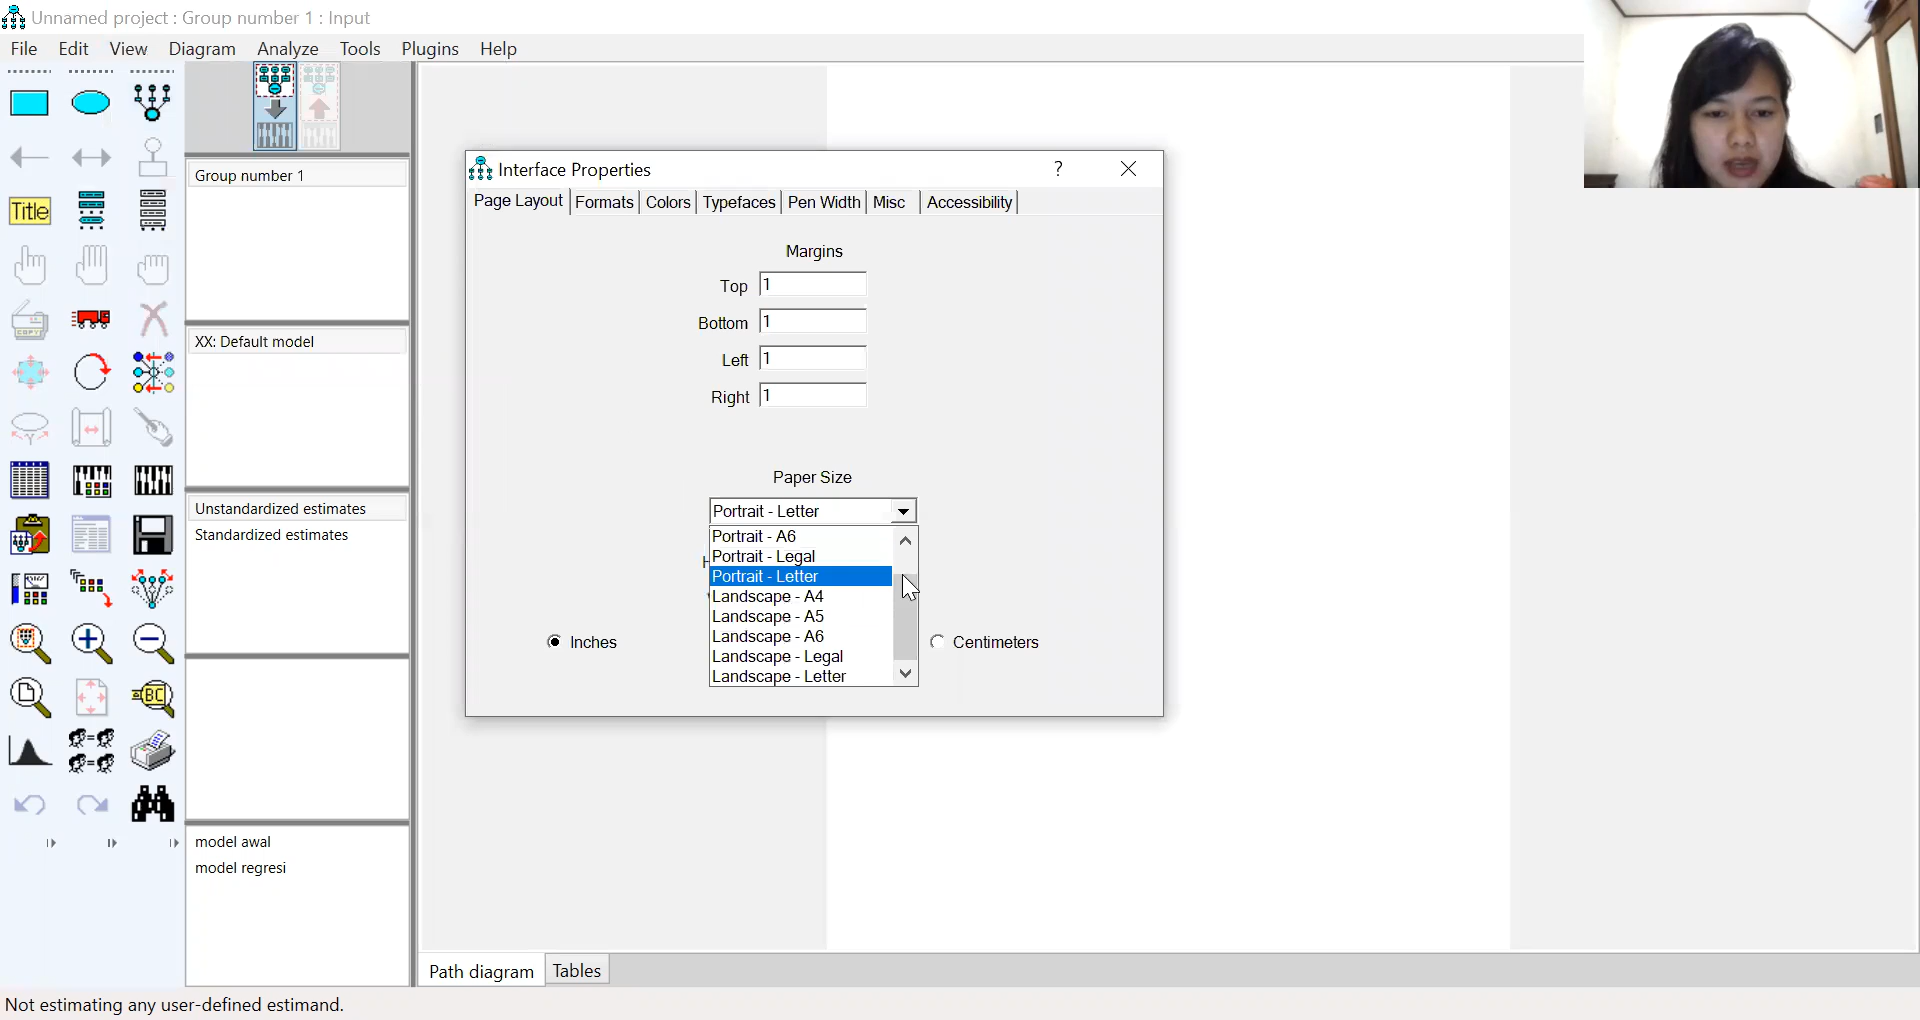 Unnamed project : Group number 1 : Input
File Edit View Diagram Analyze Tools Plugins Help
Title
Group number 1
XX: Default model
Unstandardized estimates
Standardized estimates
model awal
model regresi
Interface Properties
Page Layout Formats Colors Typefaces Pen Width Misc Accessibility
Margins
Top 1
Bottom 1
Left 1
Right 1
Paper Size
Portrait - Letter
Portrait - A6
Portrait - Legal
Portrait - Letter
Landscape - A4
Landscape - A5
Landscape - A6
Landscape - Legal
Landscape - Letter
Inches
Centimeters
Path diagram Tables
Not estimating any user-defined estimand.